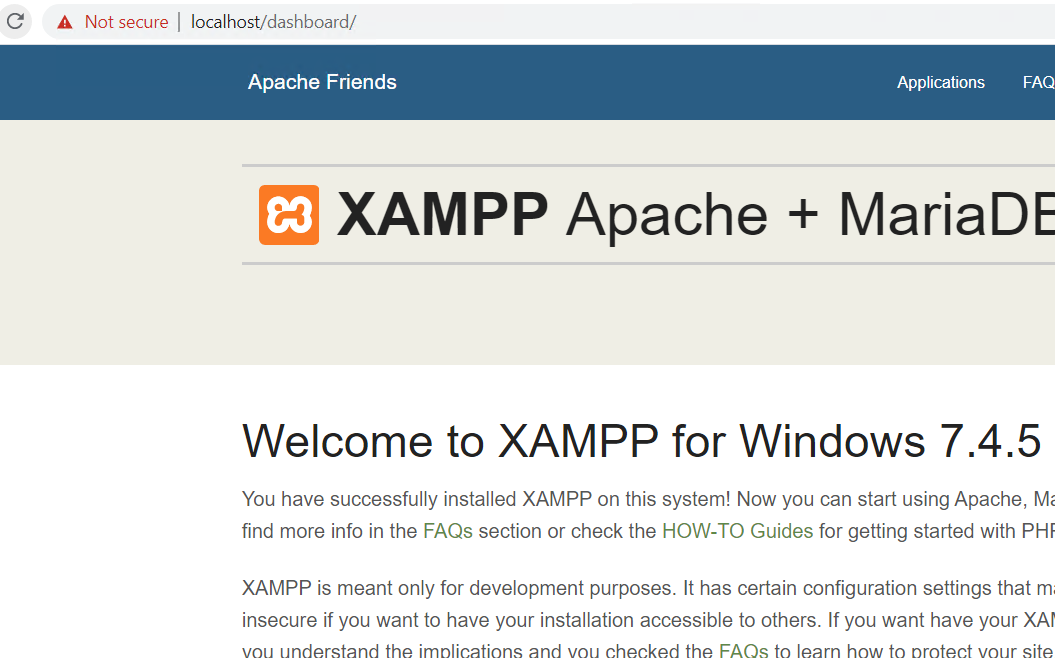 Not secure | localhost/dashboard/
Apache Friends Applications FAQ
XAMPP Apache + MariaDB
Welcome to XAMPP for Windows 7.4.5
You have successfully installed XAMPP on this system! Now you can start using Apache, Ma
find more info in the FAQs section or check the HOW-TO Guides for getting started with PHP
XAMPP is meant only for development purposes. It has certain configuration settings that ma
insecure if you want to have your installation accessible to others. If you want have your XAM
you understand the implications and you checked the FAQs to learn how to protect your site